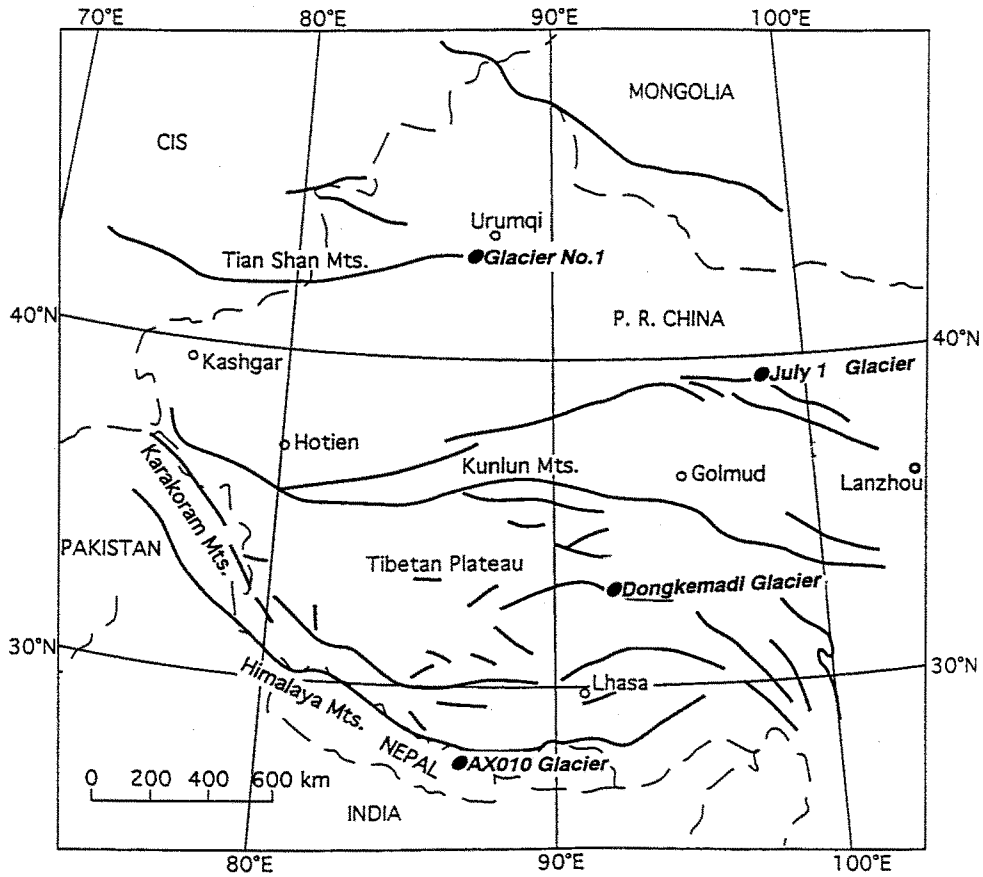 70°E 80°E 90°E 100°E
MONGOLIA
CIS
Urumqi
Glacier No.1
Tian Shan Mts.
40°N
P. R. CHINA
40°N
Kashgar
July 1 Glacier
Hotien
Kunlun Mts.
Golmud
Lanzhou
Karakoram Mts.
PAKISTAN
Tibetan Plateau
Dongkemadi Glacier
30°N
30°N
Himalaya Mts.
Lhasa
NEPAL
AX010 Glacier
0 200 400 600 km
INDIA
80°E 90°E 100°E